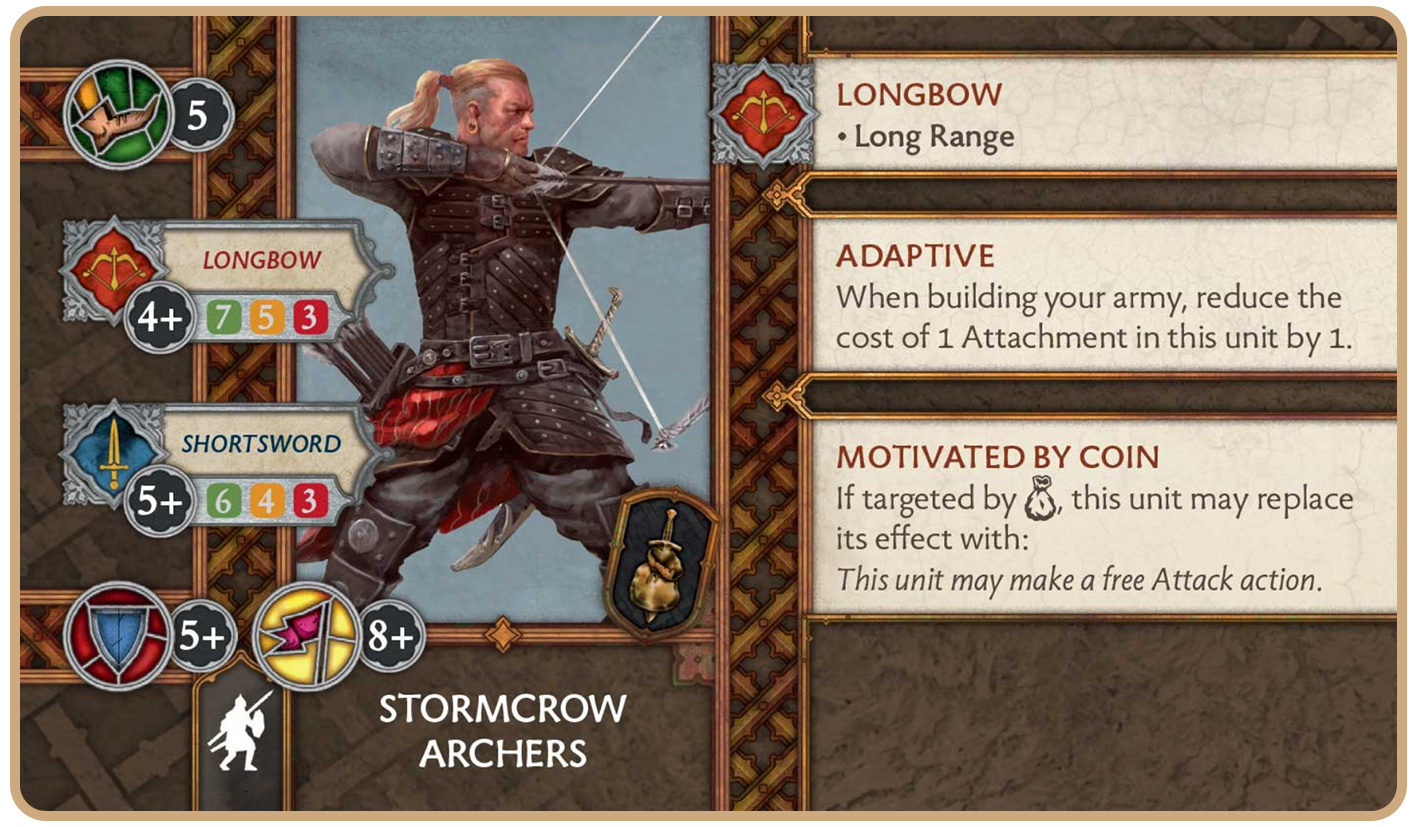 5
LONGBOW
4+ 7 5 3
SHORTSWORD
5+ 6 4 3
5+ 8+
STORMCROW
ARCHERS
LONGBOW
• Long Range
ADAPTIVE
When building your army, reduce the
cost of 1 Attachment in this unit by 1.
MOTIVATED BY COIN
If targeted by , this unit may replace
its effect with:
This unit may make a free Attack action.